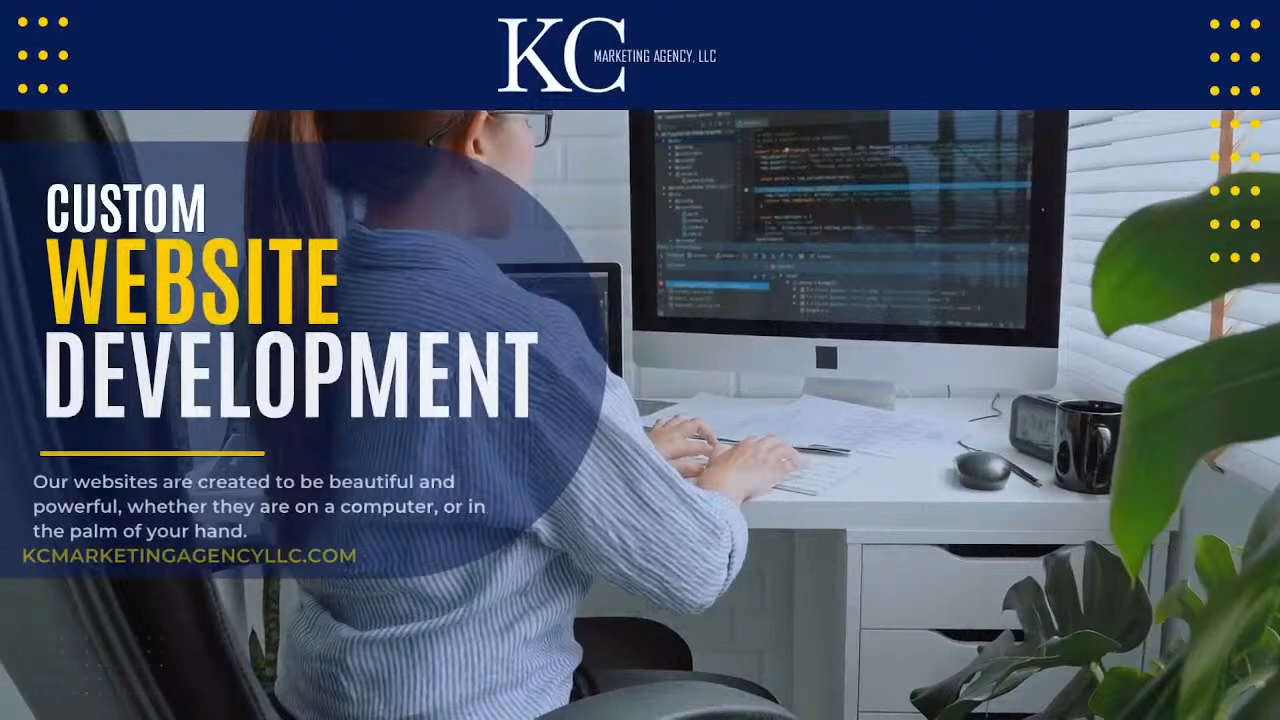 KC
MARKETING AGENCY, LLC
CUSTOM
WEBSITE
DEVELOPMENT
Our websites are created to be beautiful and
powerful, whether they are on a computer, or in
the palm of your hand.
KCMARKETINGAGENCYLLC.COM